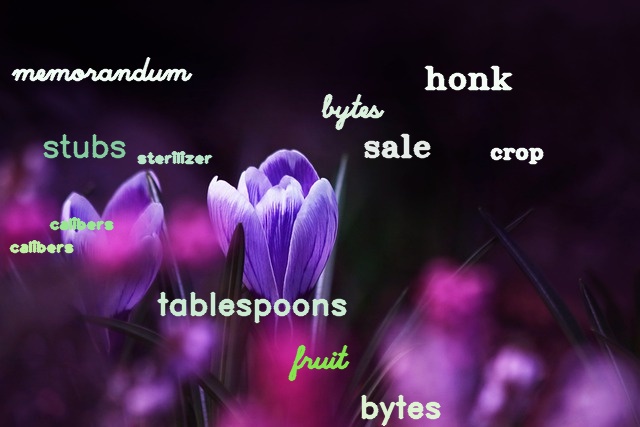 memorandum
honk
bytes
stubs
sterilizer
sale
crop
calibers
calibers
tablespoons
fruit
bytes